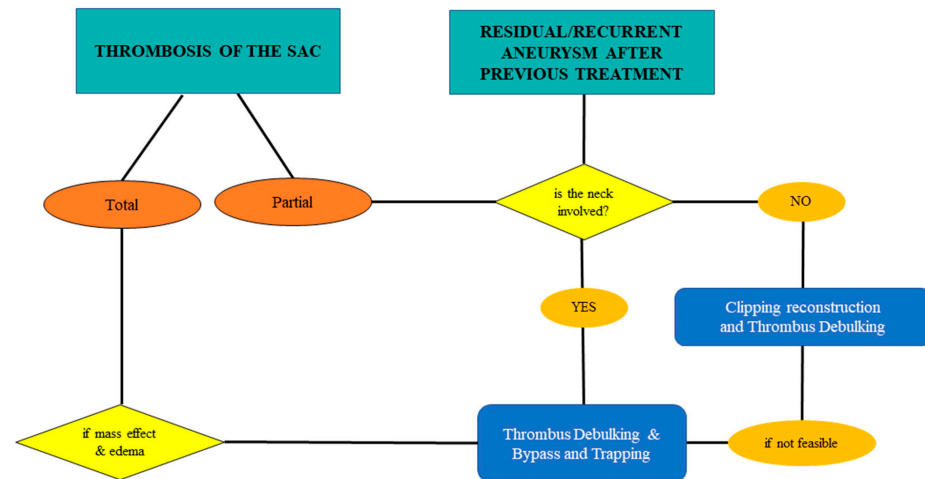 THROMBOSIS OF THE SAC
RESIDUAL/RECURRENT
ANEURYSM AFTER
PREVIOUS TREATMENT
Total
Partial
is the neck
involved?
NO
YES
Clipping reconstruction
and Thrombus Debulking
if mass effect
& edema
Thrombus Debulking &
Bypass and Trapping
if not feasible